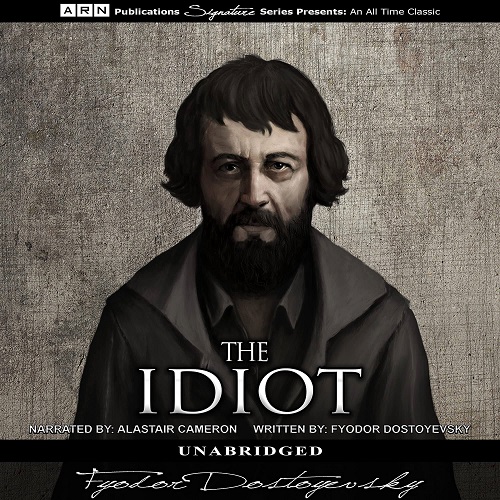 ARN Publications Signature Series Presents: An All Time Classic
THE
IDIOT
NARRATED BY: ALASTAIR CAMERON WRITTEN BY: FYODOR DOSTOYEVSKY
UNABRIDGED
Fyodor Dostoyevsky